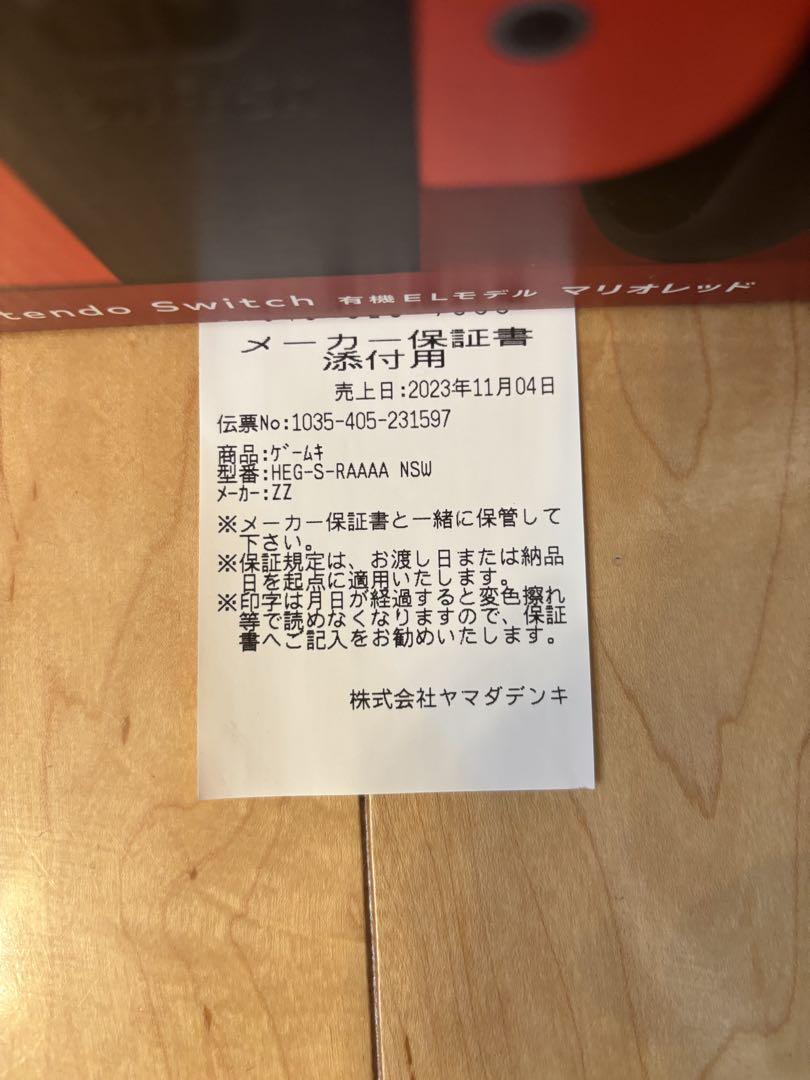 tendo Switch 有機ELモデル マリオレッド
メーカー保証書
添付用
売上日:2023年11月04日
伝票No:1035-405-231597
商品:ｹﾞｰﾑｷ
型番:HEG-S-RAAAA NSW
ﾒｰｶｰ:ZZ
※メーカー保証書と一緒に保管して
下さい。
※保証規定は、お渡し日または納品
日を起点に適用いたします。
※印字は月日が経過すると変色擦れ
等で読めなくなりますので、保証
書へご記入をお勧めいたします。
株式会社ヤマダデンキ